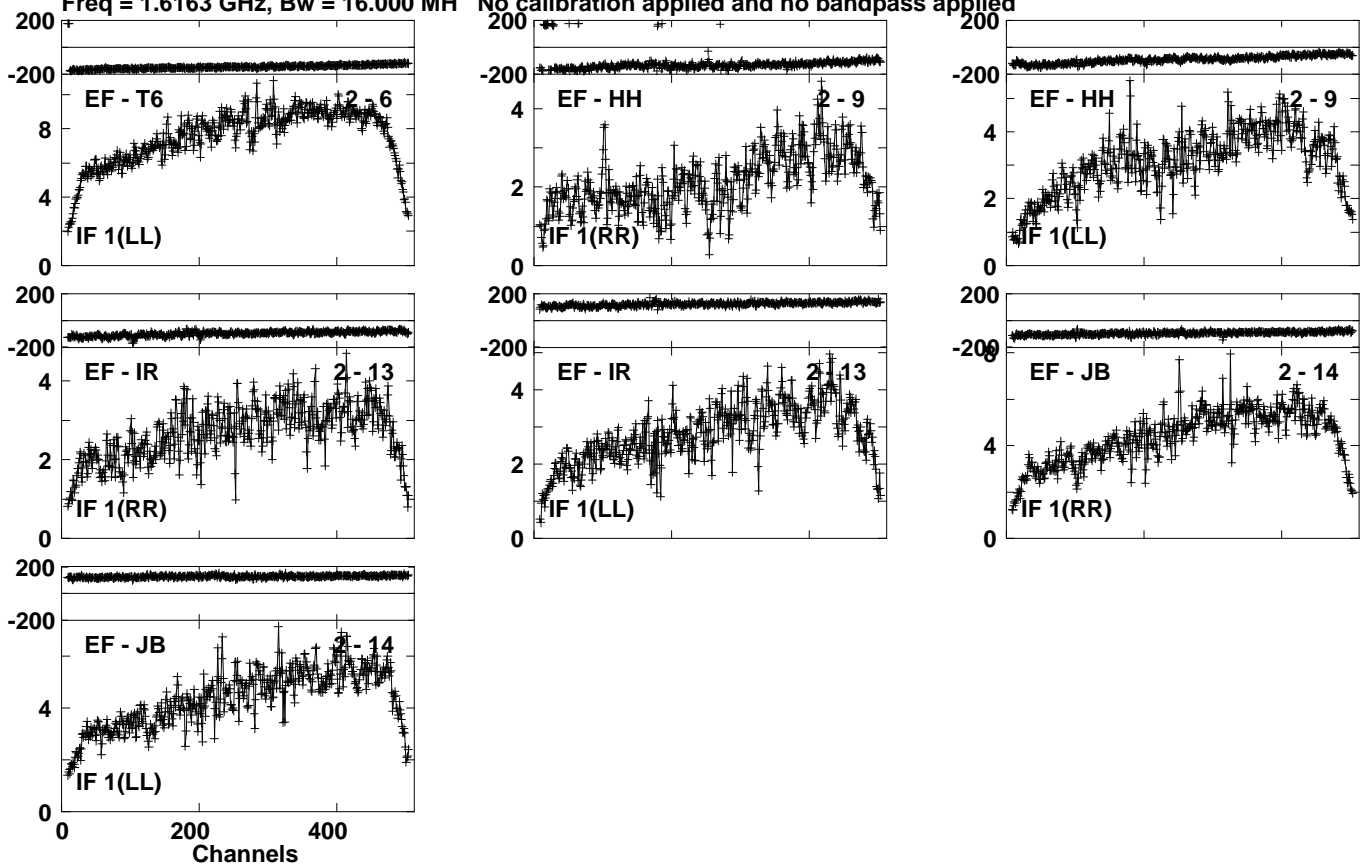 Freq = 1.6163 GHz, Bw = 16.000 MH No calibration applied and no bandpass applied
200
-200
EF - T6 2 - 6
8
4
0
IF 1(LL)
200
-200
EF - HH 2 - 9
4
2
0
IF 1(RR)
200
-200
EF - HH 2 - 9
4
2
0
IF 1(LL)
200
-200
EF - IR 2 - 13
4
2
0
IF 1(RR)
200
-200
EF - IR 2 - 13
4
2
0
IF 1(LL)
200
-200
8
EF - JB 2 - 14
4
0
IF 1(RR)
200
-200
EF - JB 2 - 14
4
0
IF 1(LL)
0 200 400
Channels